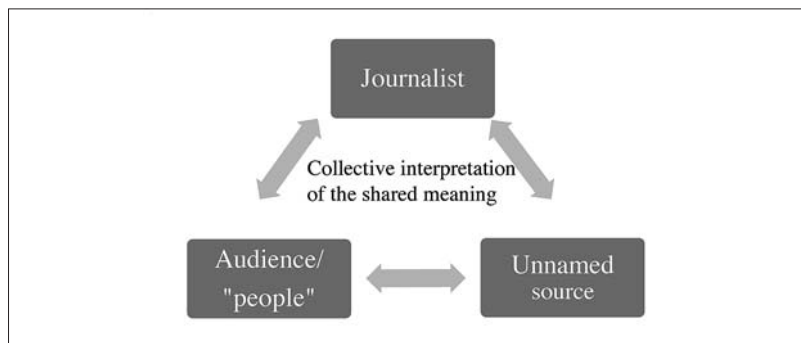 Journalist
Collective interpretation
of the shared meaning
Audience/
"people"
Unnamed
source